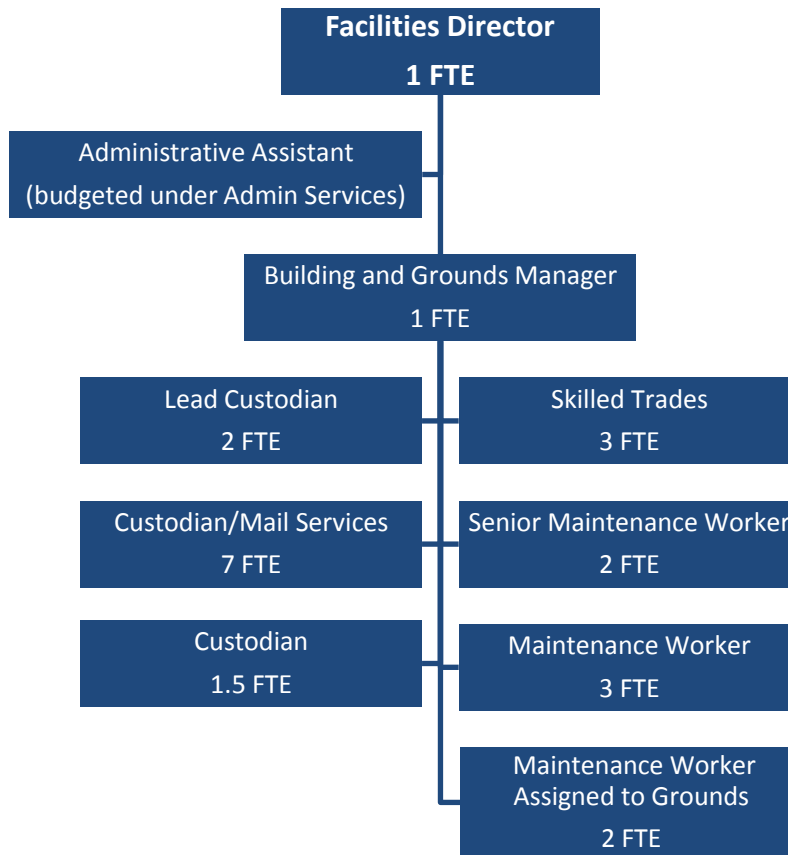 Facilities Director
1 FTE
Administrative Assistant
(budgeted under Admin Services)
Building and Grounds Manager
1 FTE
Lead Custodian
2 FTE
Skilled Trades
3 FTE
Custodian/Mail Services
7 FTE
Senior Maintenance Worker
2 FTE
Custodian
1.5 FTE
Maintenance Worker
3 FTE
Maintenance Worker
Assigned to Grounds
2 FTE